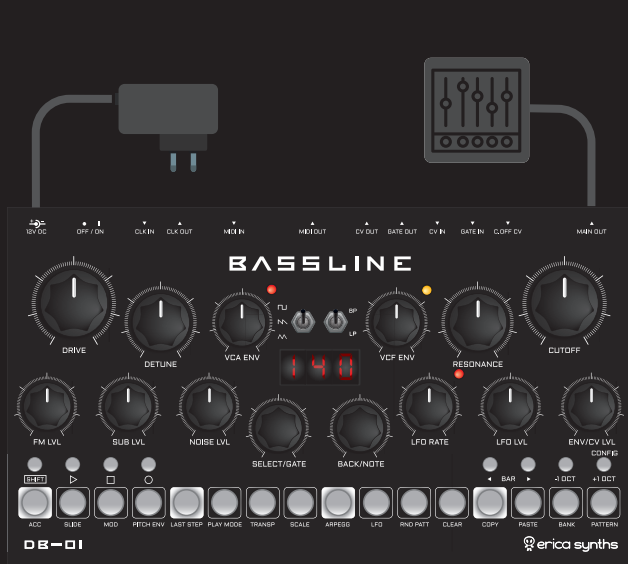 12V DC OFF / ON CLK IN CLK OUT MIDI IN MIDI OUT CV OUT GATE OUT CV IN GATE IN C.OFF CV MAIN OUT
BASSLINE
BP
LP
DRIVE DETUNE VCA ENV VCF ENV RESONANCE CUTOFF
140
FM LVL SUB LVL NOISE LVL LFO RATE LFO LVL ENV/CV LVL
CONFIG
SELECT/GATE BACK/NOTE
SHIFT BAR -1 OCT +1 OCT
ACC SLIDE MOD PITCH ENV LAST STEP PLAY MODE TRANSP SCALE ARPEGG LFO RND PATT CLEAR COPY PASTE BANK PATTERN
DB-01 erica synths